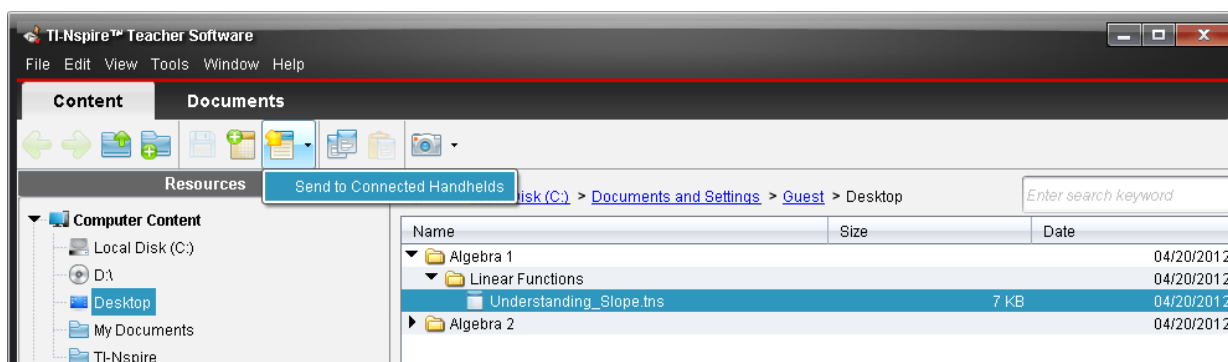 TI-Nspire™ Teacher Software
File Edit View Tools Window Help
Content Documents
Resources
Send to Connected Handhelds
isk (C:) > Documents and Settings > Guest > Desktop
Enter search keyword
Computer Content
Local Disk (C:)
D:\
Desktop
My Documents
TI-Nspire
Name Size Date
Algebra 1 04/20/2012
Linear Functions 04/20/2012
Understanding_Slope.tns 7 KB 04/20/2012
Algebra 2 04/20/2012